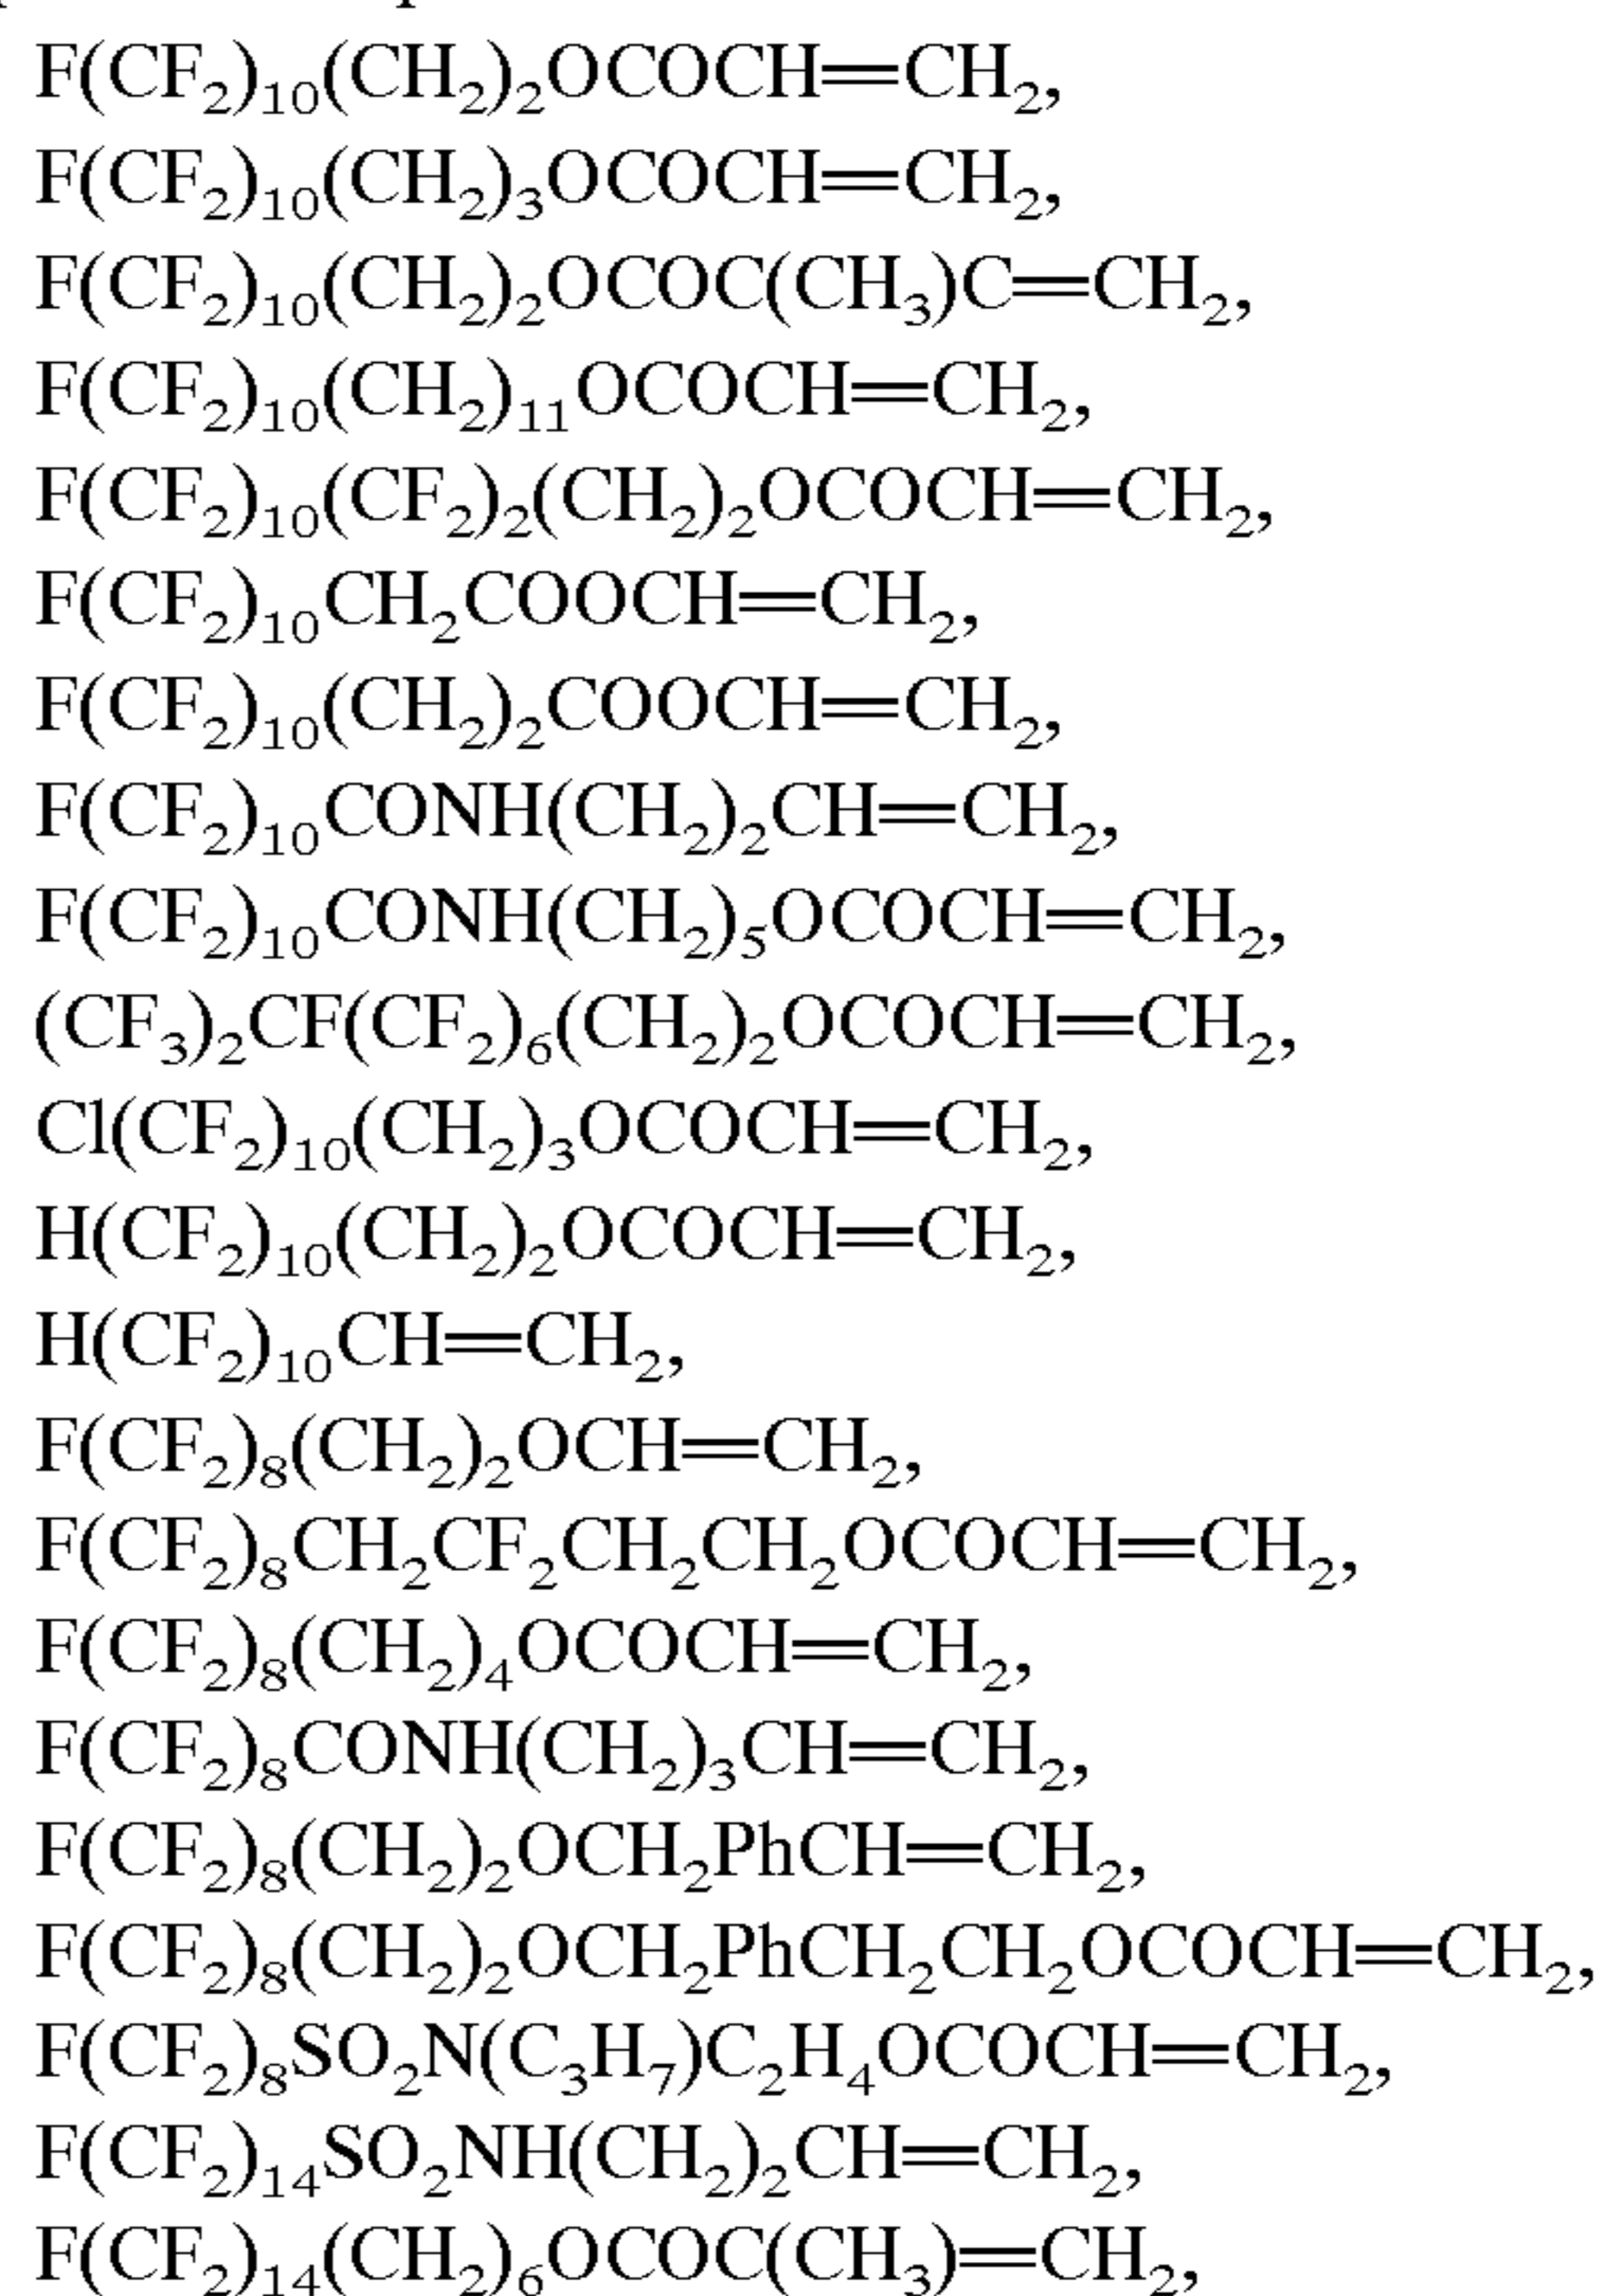 F(CF₂)₁₀(CH₂)₂OCOCH=CH₂,
F(CF₂)₁₀(CH₂)₃OCOCH=CH₂,
F(CF₂)₁₀(CH₂)₂OCOC(CH₃)C=CH₂,
F(CF₂)₁₀(CH₂)₁₁OCOCH=CH₂,
F(CF₂)₁₀(CF₂)₂(CH₂)₂OCOCH=CH₂,
F(CF₂)₁₀CH₂COOCH=CH₂,
F(CF₂)₁₀(CH₂)₂COOCH=CH₂,
F(CF₂)₁₀CONH(CH₂)₂CH=CH₂,
F(CF₂)₁₀CONH(CH₂)₅OCOCH=CH₂,
(CF₃)₂CF(CF₂)₆(CH₂)₂OCOCH=CH₂,
Cl(CF₂)₁₀(CH₂)₃OCOCH=CH₂,
H(CF₂)₁₀(CH₂)₂OCOCH=CH₂,
H(CF₂)₁₀CH=CH₂,
F(CF₂)₈(CH₂)₂OCH=CH₂,
F(CF₂)₈CH₂CF₂CH₂CH₂OCOCH=CH₂,
F(CF₂)₈(CH₂)₄OCOCH=CH₂,
F(CF₂)₈CONH(CH₂)₃CH=CH₂,
F(CF₂)₈(CH₂)₂OCH₂PhCH=CH₂,
F(CF₂)₈(CH₂)₂OCH₂PhCH₂CH₂OCOCH=CH₂,
F(CF₂)₈SO₂N(C₃H₇)C₂H₄OCOCH=CH₂,
F(CF₂)₁₄SO₂NH(CH₂)₂CH=CH₂,
F(CF₂)₁₄(CH₂)₆OCOC(CH₃)=CH₂,